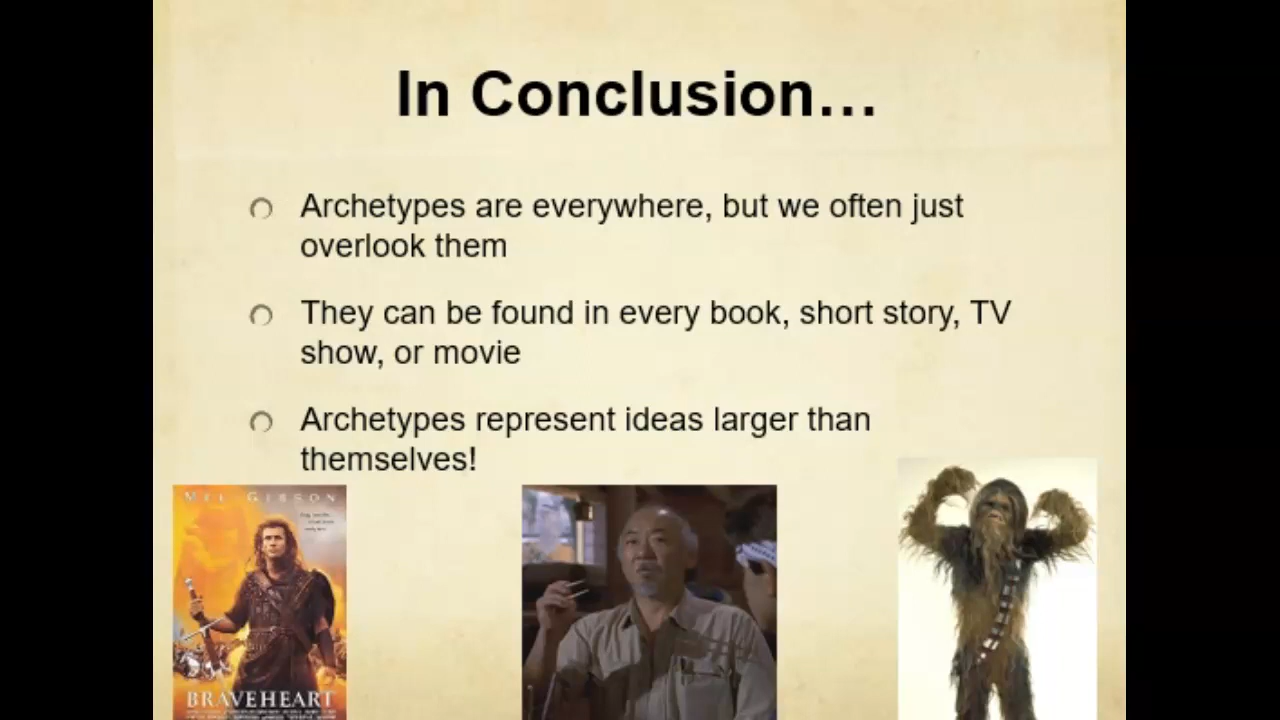 In Conclusion…
Archetypes are everywhere, but we often just
overlook them
They can be found in every book, short story, TV
show, or movie
Archetypes represent ideas larger than
themselves!
MEL GIBSON
BRAVEHEART